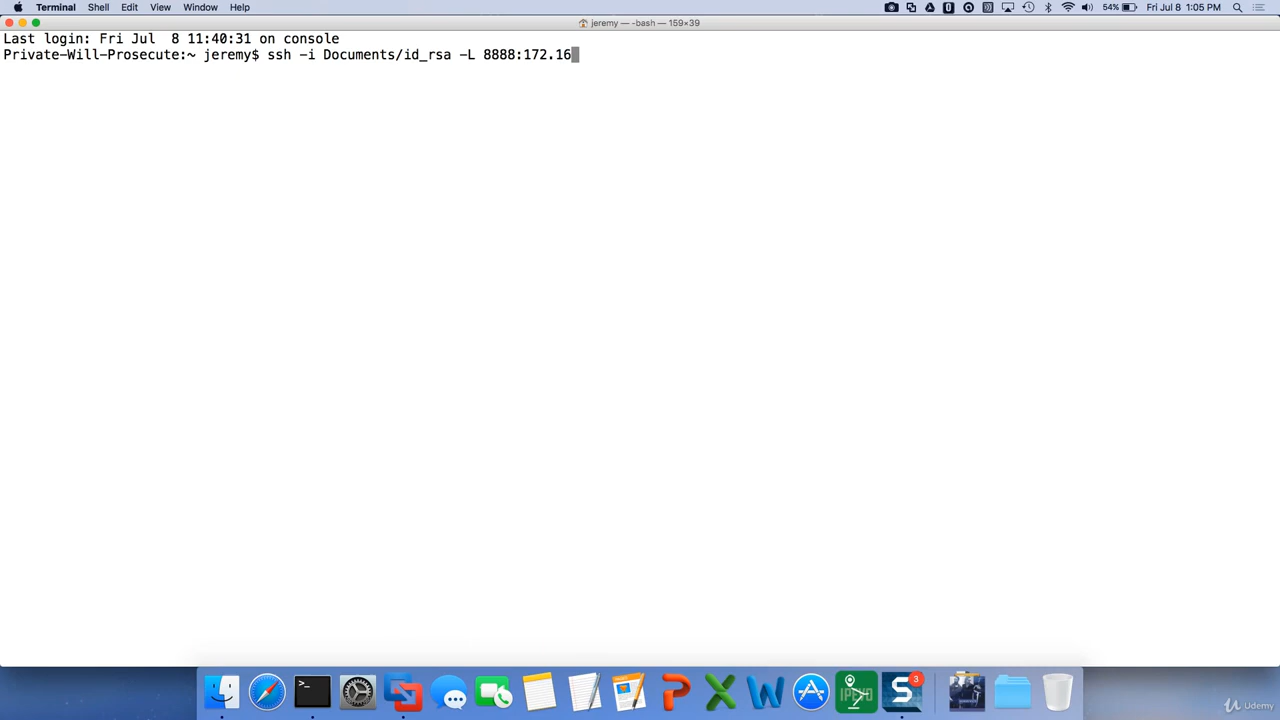 Terminal Shell Edit View Window Help
54% Fri Jul 8 1:05 PM
jeremy — -bash — 159×39
Last login: Fri Jul  8 11:40:31 on console
Private-Will-Prosecute:~ jeremy$ ssh -i Documents/id_rsa -L 8888:172.16
>_
P
X
W
IPEVO
S
3
Udemy